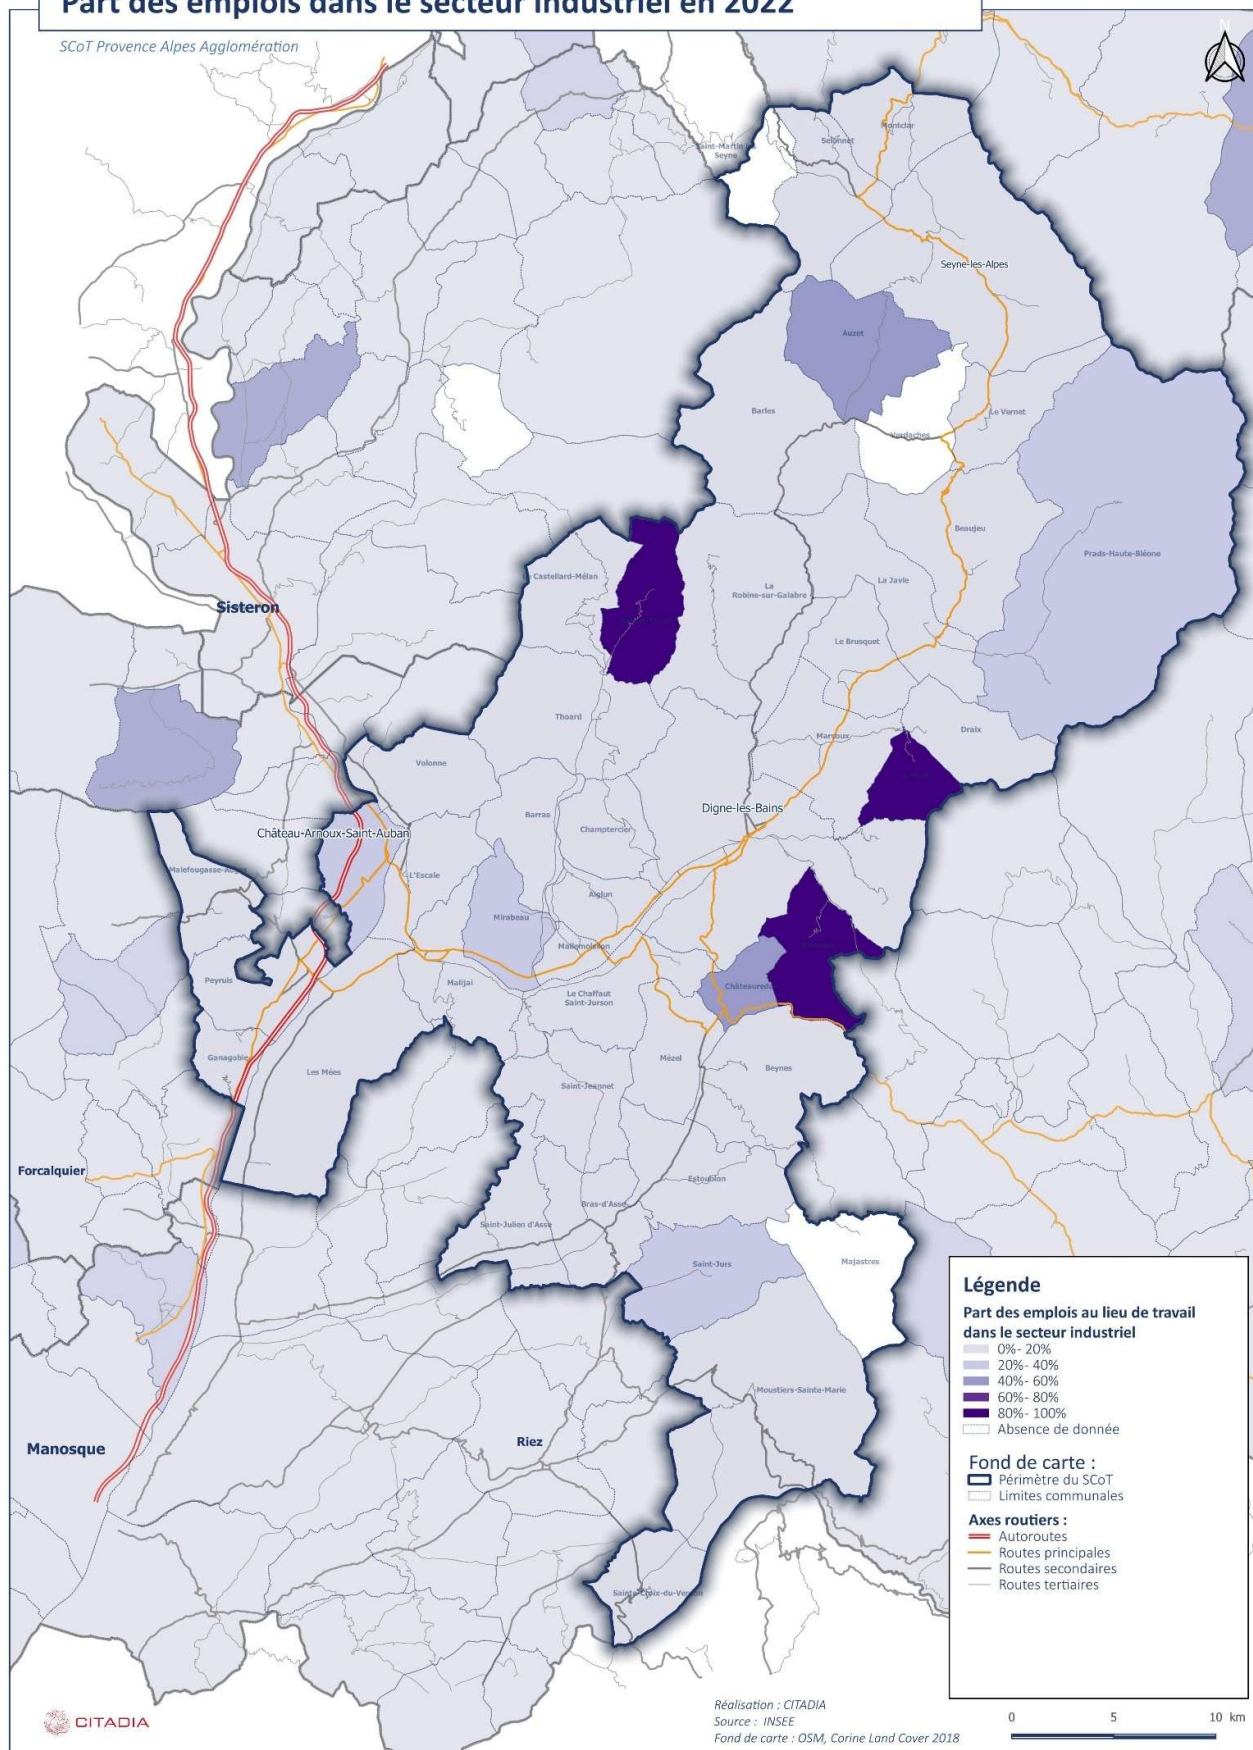 Part des emplois dans le secteur industriel en 2022
SCoT Provence Alpes Agglomération
N
Montclar
Selonnet
Saint-Martin
Seyne
Seyne-les-Alpes
Auzet
Barles
Le Vernet
Verdaches
Beaujeu
Prads-Haute-Bléone
Castellard-Mélan
La Javie
La
Robine-sur-Galabre
Sisteron
Le Brusquet
Thoard
Draix
Marcoux
Volonne
Digne-les-Bains
Barras
Champtercier
Château-Arnoux-Saint-Auban
L'Escale
Aiglun
Mirabeau
Mallemoisson
Peyruis
Malijai
Châteauredon
Le Chaffaut
Saint-Jurson
Ganagobie
Les Mées
Mézel
Beynes
Saint-Jeannet
Forcalquier
Estoublon
Bras-d'Asse
Saint-Julien d'Asse
Saint-Jurs
Majastres
Moustiers-Sainte-Marie
Manosque
Riez
Sainte-Croix-du-Verdon
Légende
Part des emplois au lieu de travail
dans le secteur industriel
0%- 20%
20%- 40%
40%- 60%
60%- 80%
80%- 100%
Absence de donnée
Fond de carte :
Périmètre du SCoT
Limites communales
Axes routiers :
Autoroutes
Routes principales
Routes secondaires
Routes tertiaires
CITADIA
Réalisation : CITADIA
Source : INSEE
Fond de carte : OSM, Corine Land Cover 2018
0 5 10 km